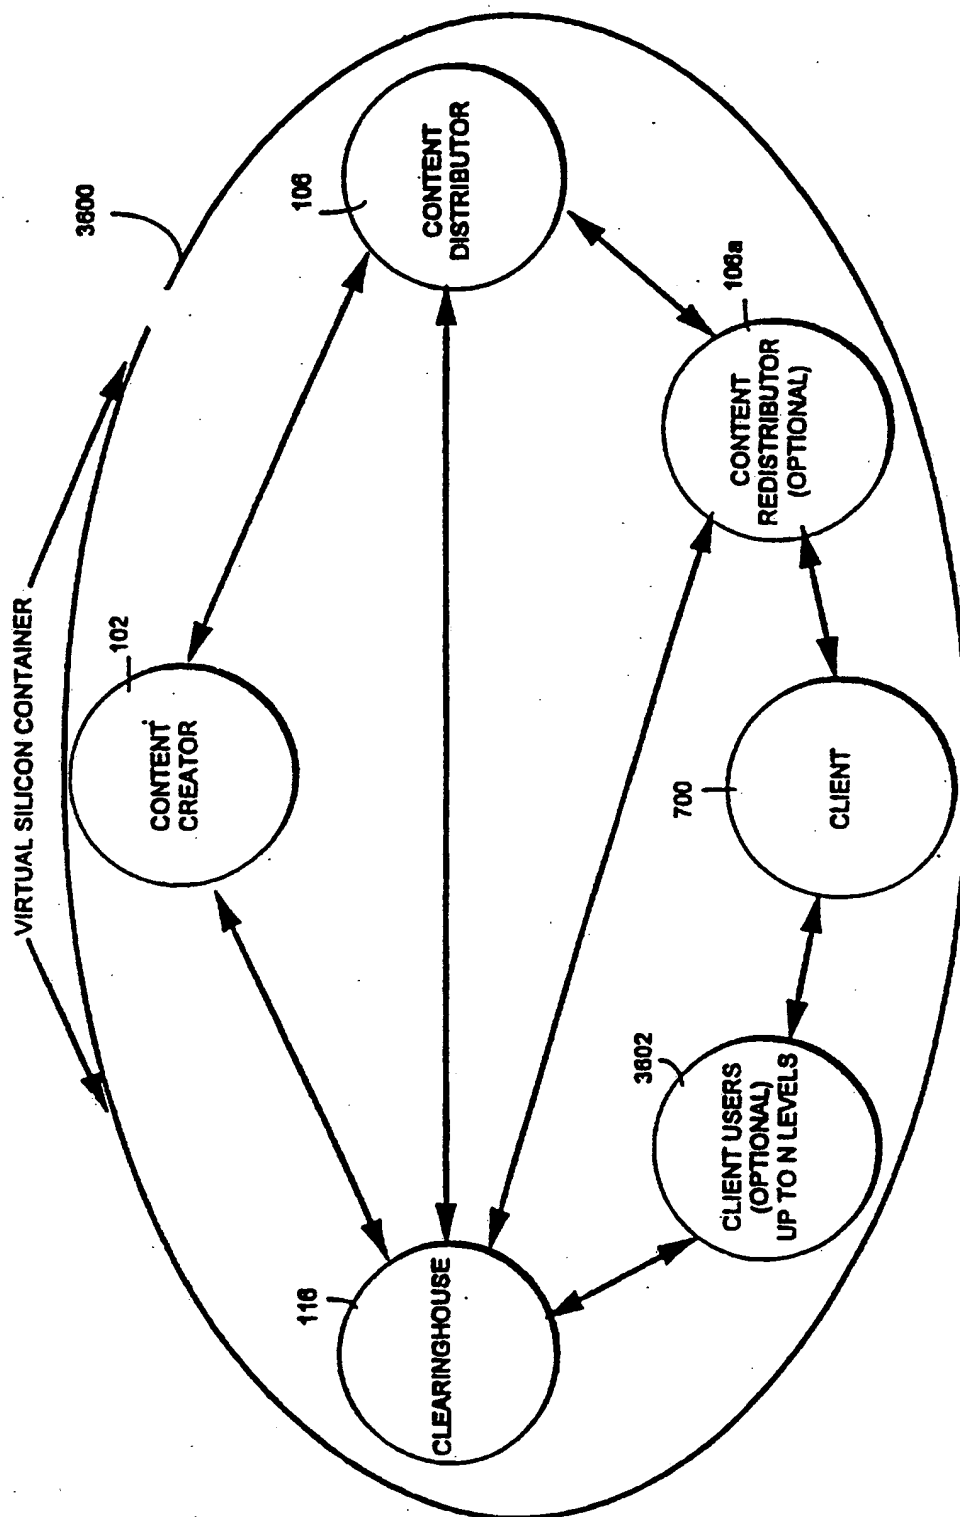 VIRTUAL SILICON CONTAINER
3600
102
CONTENT
CREATOR
106
CONTENT
DISTRIBUTOR
116
CLEARINGHOUSE
106a
CONTENT
REDISTRIBUTOR
(OPTIONAL)
3602
CLIENT USERS
(OPTIONAL)
UP TO N LEVELS
700
CLIENT